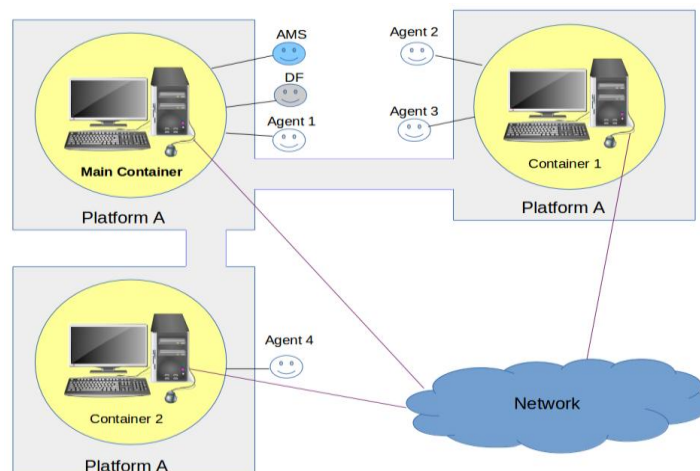 AMS
DF
Agent 1
Main Container
Platform A
Agent 2
Agent 3
Container 1
Platform A
Agent 4
Container 2
Platform A
Network